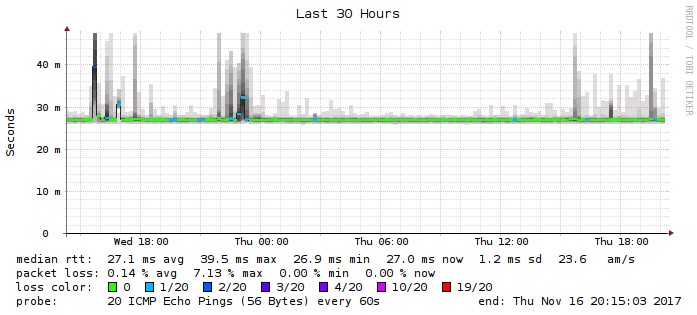 Last 30 Hours
RRDTOOL / TOBI OETIKER
Seconds
40 m
30 m
20 m
10 m
0
Wed 18:00 Thu 00:00 Thu 06:00 Thu 12:00 Thu 18:00
median rtt: 27.1 ms avg 39.5 ms max 26.9 ms min 27.0 ms now 1.2 ms sd 23.6 am/s
packet loss: 0.14 % avg 7.13 % max 0.00 % min 0.00 % now
loss color: 0 1/20 2/20 3/20 4/20 10/20 19/20
probe: 20 ICMP Echo Pings (56 Bytes) every 60s end: Thu Nov 16 20:15:03 2017